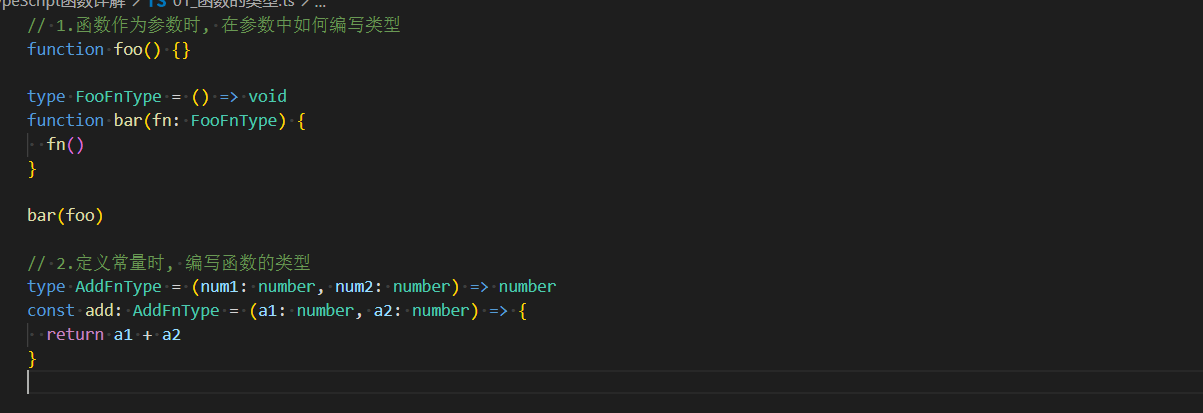 ypeScript函数详解 > TS 01_函数的类型.ts > ...
// 1.函数作为参数时, 在参数中如何编写类型
function foo() {}
type FooFnType = () => void
function bar(fn: FooFnType) {
  fn()
}
bar(foo)
// 2.定义常量时, 编写函数的类型
type AddFnType = (num1: number, num2: number) => number
const add: AddFnType = (a1: number, a2: number) => {
  return a1 + a2
}